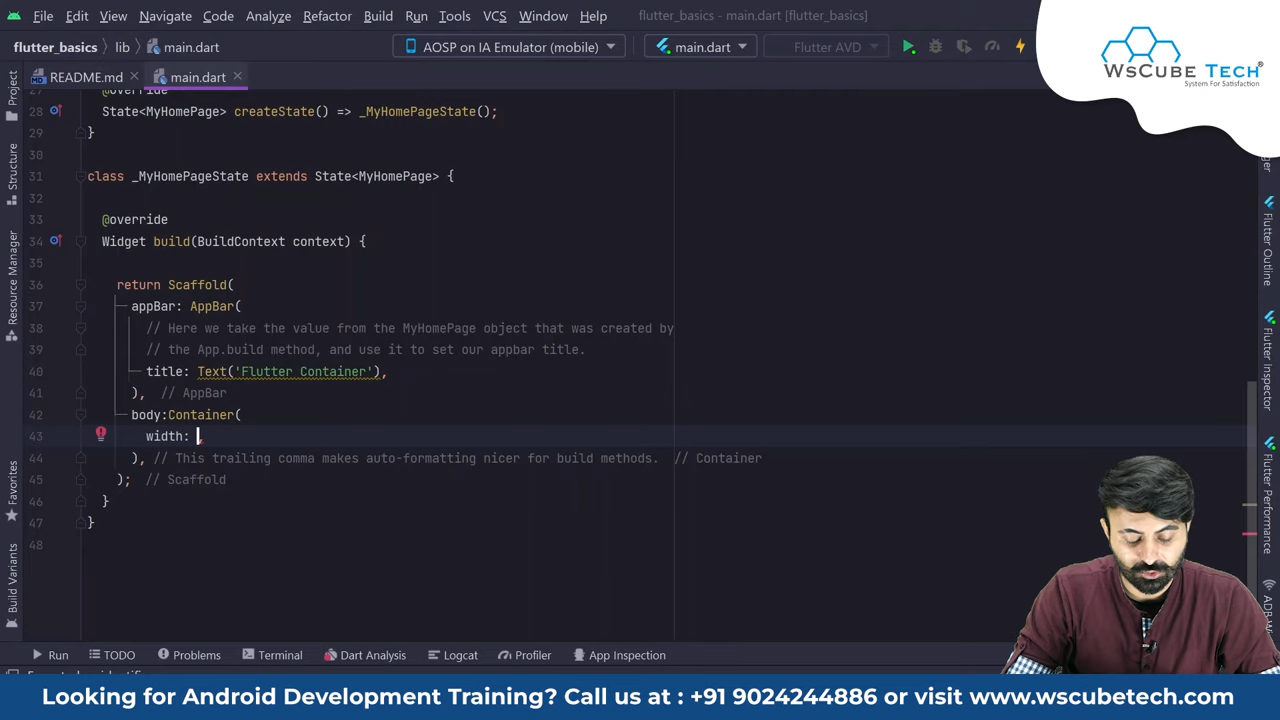 File Edit View Navigate Code Analyze Refactor Build Run Tools VCS Window Help flutter_basics - main.dart [flutter_basics]
flutter_basics lib main.dart AOSP on IA Emulator (mobile) main.dart Flutter AVD
WSCUBE TECH®
System For Satisfaction
README.md main.dart
Project
Structure
Resource Manager
Favorites
Build Variants
27 @override
28 State<MyHomePage> createState() => _MyHomePageState();
29 }
30
31 class _MyHomePageState extends State<MyHomePage> {
32
33 @override
34 Widget build(BuildContext context) {
35
36 return Scaffold(
37 appBar: AppBar(
38 // Here we take the value from the MyHomePage object that was created by
39 // the App.build method, and use it to set our appbar title.
40 title: Text('Flutter Container'),
41 ), // AppBar
42 body:Container(
43 width: ,
44 ), // This trailing comma makes auto-formatting nicer for build methods. // Container
45 ); // Scaffold
46 }
47 }
48
Flutter Outline
Flutter Inspector
Flutter Performance
Run TODO Problems Terminal Dart Analysis Logcat Profiler App Inspection
Looking for Android Development Training? Call us at : +91 9024244886 or visit www.wscubetech.com